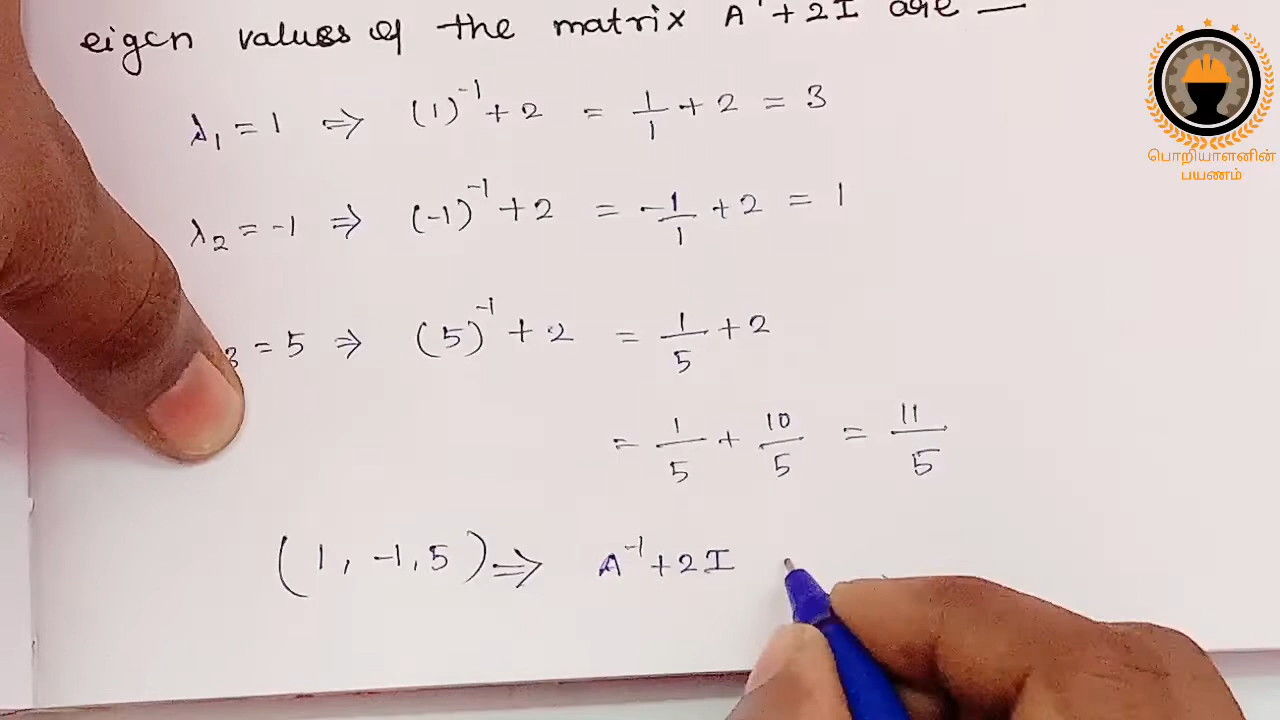 eigen values of the matrix A⁻¹+2I are —
λ₁ = 1 ⇒ (1)⁻¹ + 2 = 1/1 + 2 = 3
λ₂ = -1 ⇒ (-1)⁻¹ + 2 = -1/1 + 2 = 1
₃ = 5 ⇒ (5)⁻¹ + 2 = 1/5 + 2
= 1/5 + 10/5 = 11/5
(1, -1, 5) ⇒ A⁻¹ + 2I
பொறியாளனின்
பயணம்